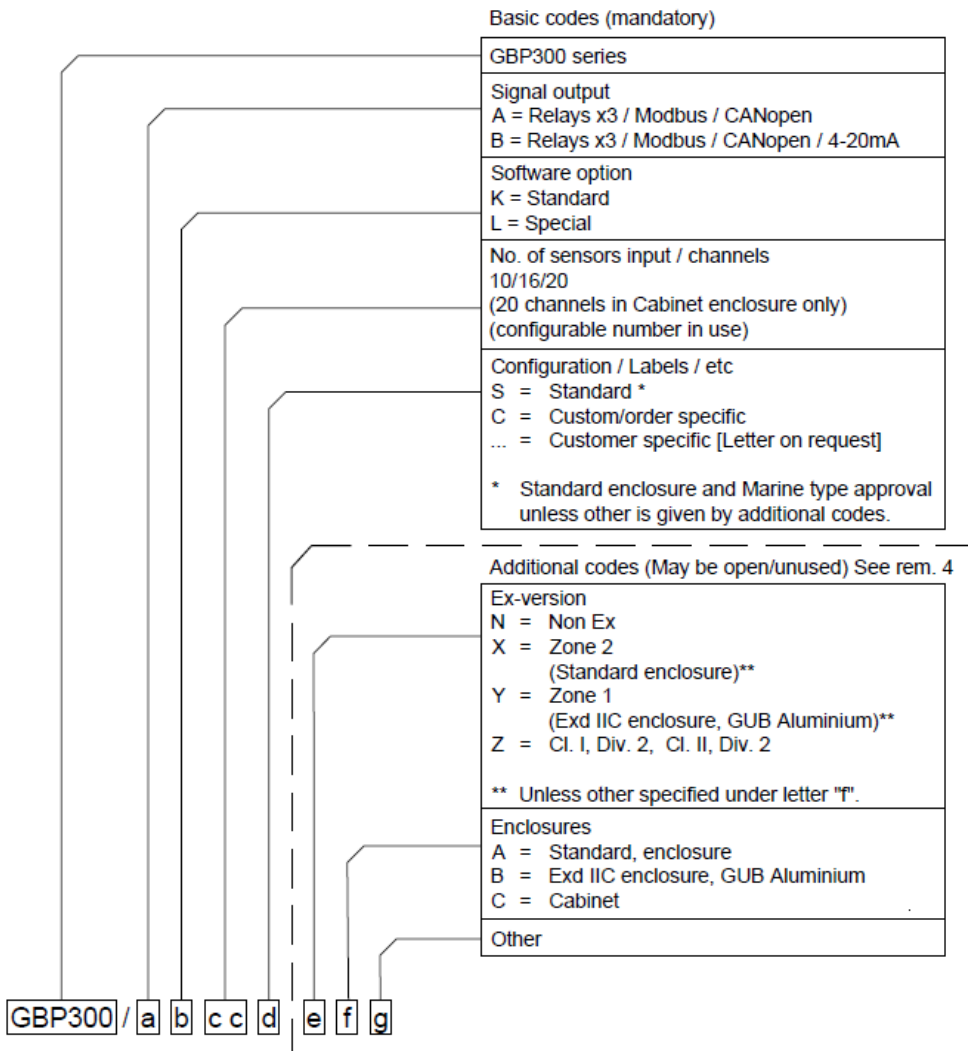 Basic codes (mandatory)
GBP300 series
Signal output
A = Relays x3 / Modbus / CANopen
B = Relays x3 / Modbus / CANopen / 4-20mA
Software option
K = Standard
L = Special
No. of sensors input / channels
10/16/20
(20 channels in Cabinet enclosure only)
(configurable number in use)
Configuration / Labels / etc
S = Standard *
C = Custom/order specific
... = Customer specific [Letter on request]
* Standard enclosure and Marine type approval
unless other is given by additional codes.
Additional codes (May be open/unused) See rem. 4
Ex-version
N = Non Ex
X = Zone 2
(Standard enclosure)**
Y = Zone 1
(Exd IIC enclosure, GUB Aluminium)**
Z = Cl. I, Div. 2, Cl. II, Div. 2
** Unless other specified under letter "f".
Enclosures
A = Standard, enclosure
B = Exd IIC enclosure, GUB Aluminium
C = Cabinet
Other
GBP300 / a b c c d e f g